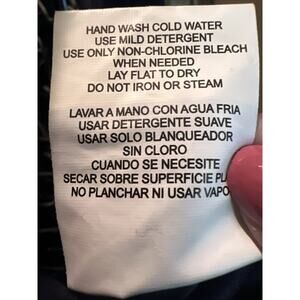 HAND WASH COLD WATER
USE MILD DETERGENT
USE ONLY NON-CHLORINE BLEACH
WHEN NEEDED
LAY FLAT TO DRY
DO NOT IRON OR STEAM
LAVAR A MANO CON AGUA FRIA
USAR DETERGENTE SUAVE
USAR SOLO BLANQUEADOR
SIN CLORO
CUANDO SE NECESITE
SECAR SOBRE SUPERFICIE
NO PLANCHAR NI USAR VAPO